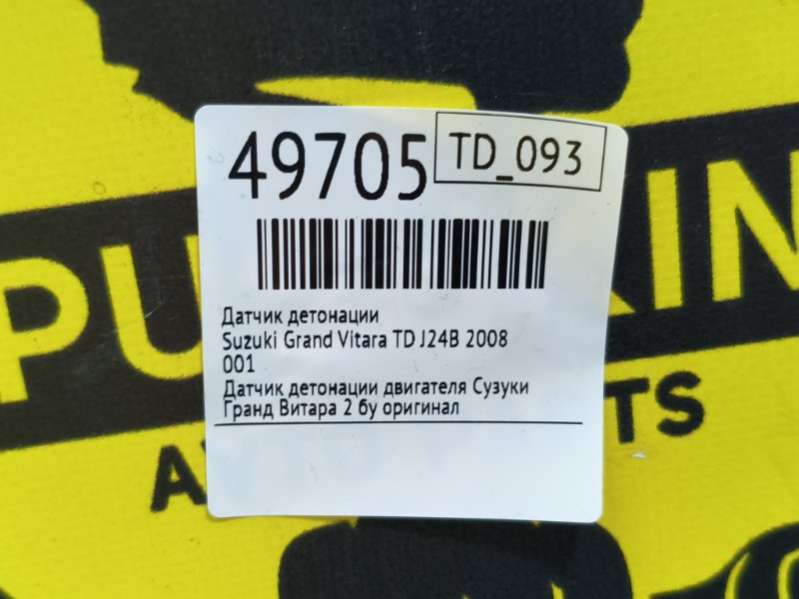 49705
TD_093
Датчик детонации
Suzuki Grand Vitara TD J24B 2008
001
Датчик детонации двигателя Сузуки
Гранд Витара 2 бу оригинал